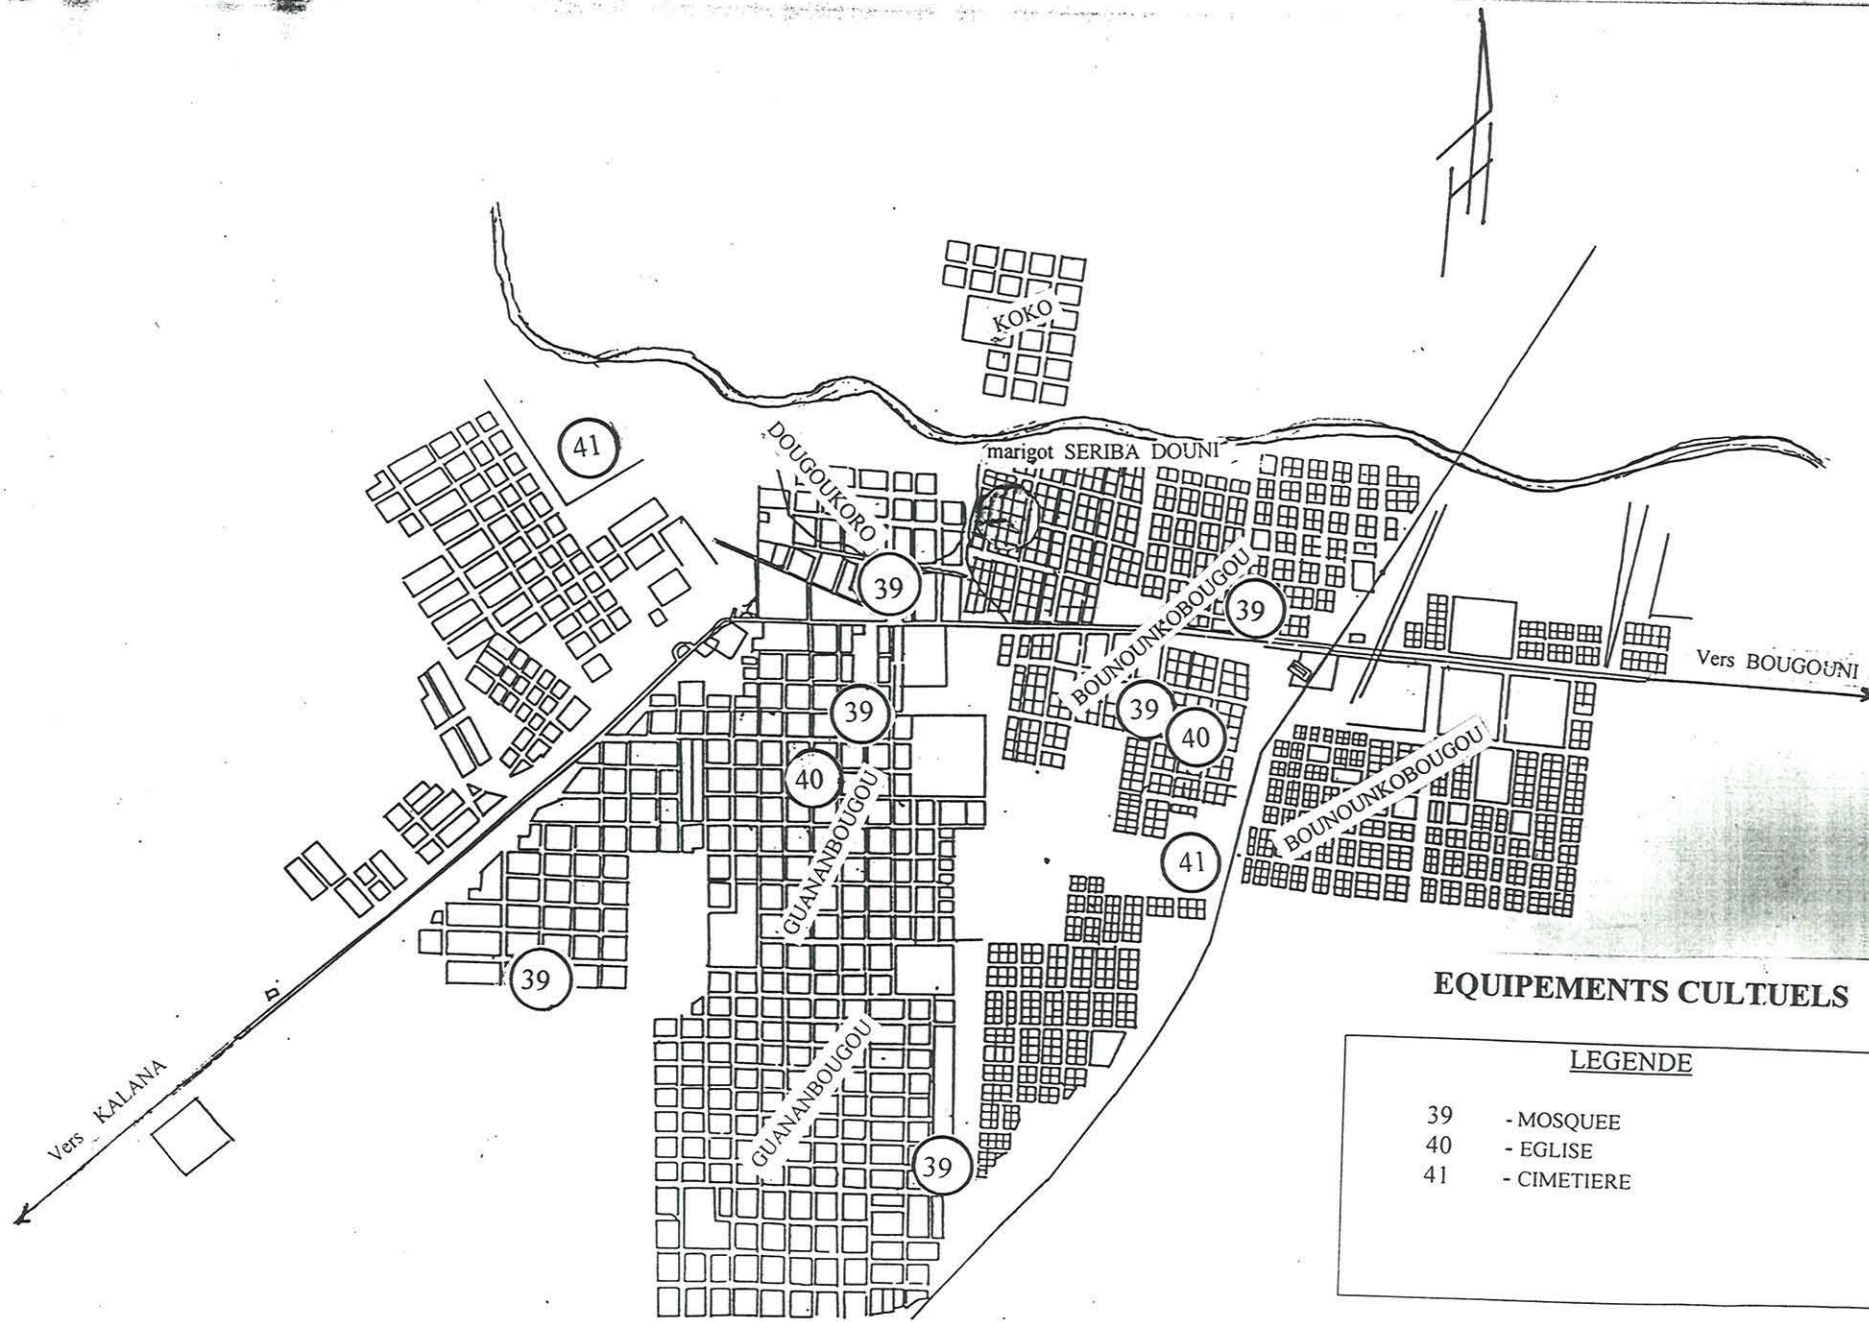 KOKO
41
DOUGOUKORO
marigot SERIBA DOUNI
39
39
BOUNOUNKOBOUGOU
Vers BOUGOUNI
39
39
40
40
BOUNOUNKOBOUGOU
GUANANBOUGOU
41
39
EQUIPEMENTS CULTUELS
GUANANBOUGOU
Vers KALANA
39
LEGENDE
39 - MOSQUEE
40 - EGLISE
41 - CIMETIERE